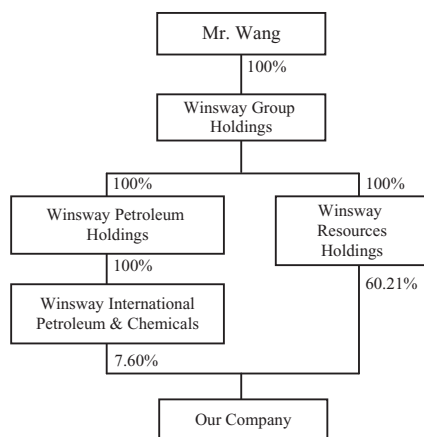 Mr. Wang
100%
Winsway Group
Holdings
100%
100%
Winsway Petroleum
Holdings
Winsway
Resources
Holdings
100%
60.21%
Winsway International
Petroleum & Chemicals
7.60%
Our Company